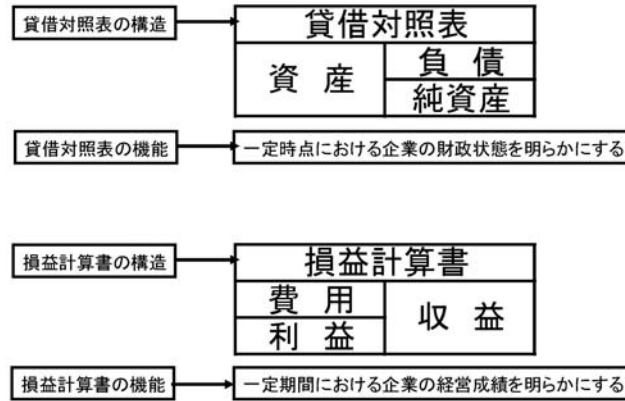 貸借対照表の構造
貸借対照表
資 産
負 債
純資産
貸借対照表の機能
一定時点における企業の財政状態を明らかにする
損益計算書の構造
損益計算書
費 用
利 益
収 益
損益計算書の機能
一定期間における企業の経営成績を明らかにする